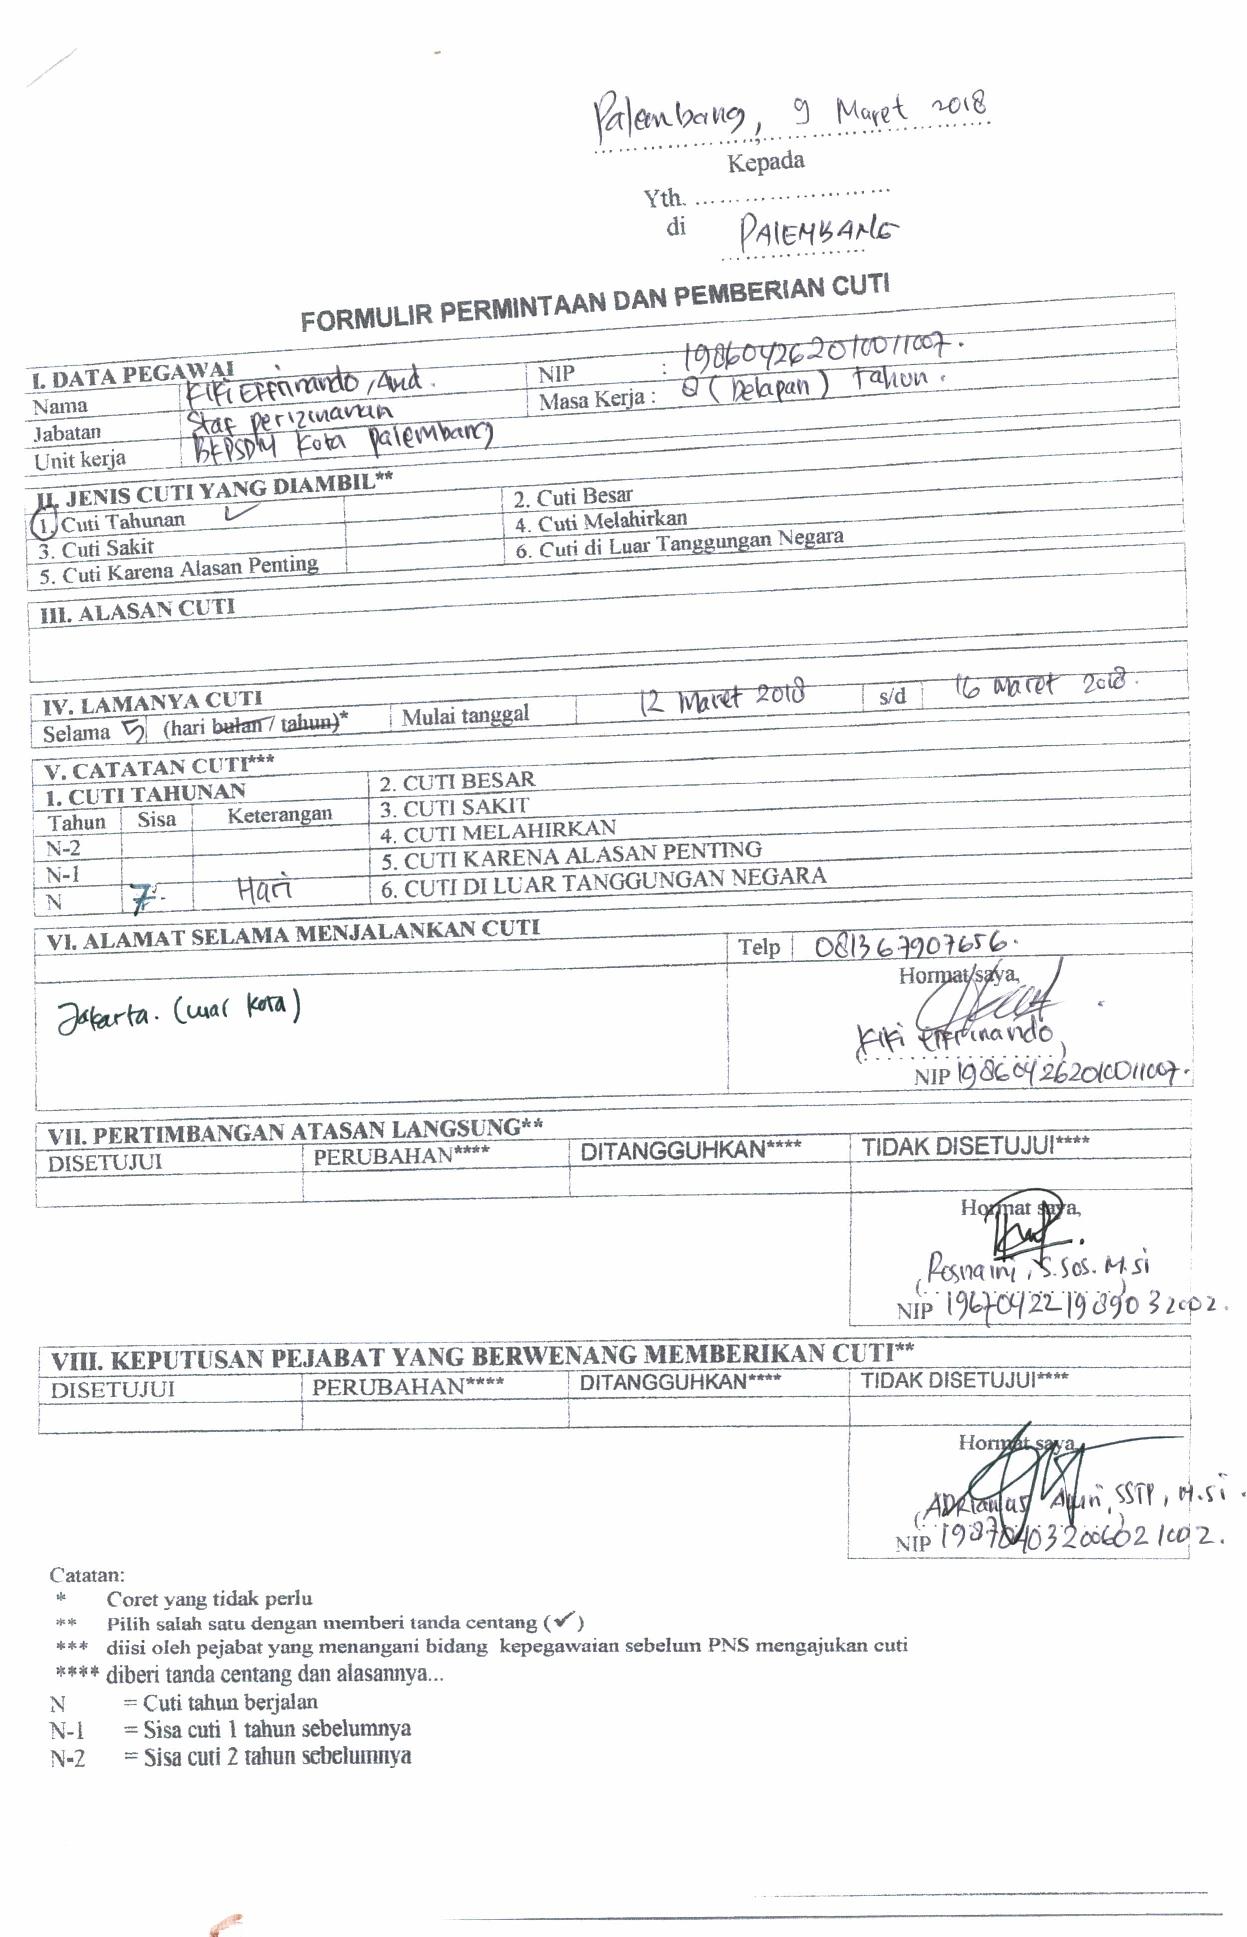 Palembang, 9 Maret 2018
Kepada
Yth. ........................
di PALEMBANG
FORMULIR PERMINTAAN DAN PEMBERIAN CUTI
I. DATA PEGAWAI
Nama Kiki Effrinando, Amd. NIP : 198604262010011007.
Jabatan Staf perizinanan Masa Kerja : 8 (Delapan) Tahun.
Unit kerja BKPSDM Kota Palembang
II. JENIS CUTI YANG DIAMBIL**
1. Cuti Tahunan ✓ 2. Cuti Besar
3. Cuti Sakit 4. Cuti Melahirkan
5. Cuti Karena Alasan Penting 6. Cuti di Luar Tanggungan Negara
III. ALASAN CUTI
IV. LAMANYA CUTI
Selama 5 (hari bulan / tahun)* Mulai tanggal 12 Maret 2018 s/d 16 Maret 2018.
V. CATATAN CUTI***
1. CUTI TAHUNAN 2. CUTI BESAR
Tahun Sisa Keterangan 3. CUTI SAKIT
N-2 4. CUTI MELAHIRKAN
N-1 5. CUTI KARENA ALASAN PENTING
N 7. Hari 6. CUTI DI LUAR TANGGUNGAN NEGARA
VI. ALAMAT SELAMA MENJALANKAN CUTI
Telp 081367907656.
Hormat saya,
Jakarta. (luar kota)
(Kiki Effrinando)
NIP 198604262010011007.
VII. PERTIMBANGAN ATASAN LANGSUNG**
DISETUJUI PERUBAHAN**** DITANGGUHKAN**** TIDAK DISETUJUI****
Hormat saya,
(Rosnaini, S.Sos. M.si)
NIP 196704221989032002.
VIII. KEPUTUSAN PEJABAT YANG BERWENANG MEMBERIKAN CUTI**
DISETUJUI PERUBAHAN**** DITANGGUHKAN**** TIDAK DISETUJUI****
Hormat saya,
(ADRianus SSTP, M.si.
NIP 198704032006021002.
Catatan:
* Coret yang tidak perlu
** Pilih salah satu dengan memberi tanda centang (✓)
*** diisi oleh pejabat yang menangani bidang kepegawaian sebelum PNS mengajukan cuti
**** diberi tanda centang dan alasannya...
N = Cuti tahun berjalan
N-1 = Sisa cuti 1 tahun sebelumnya
N-2 = Sisa cuti 2 tahun sebelumnya